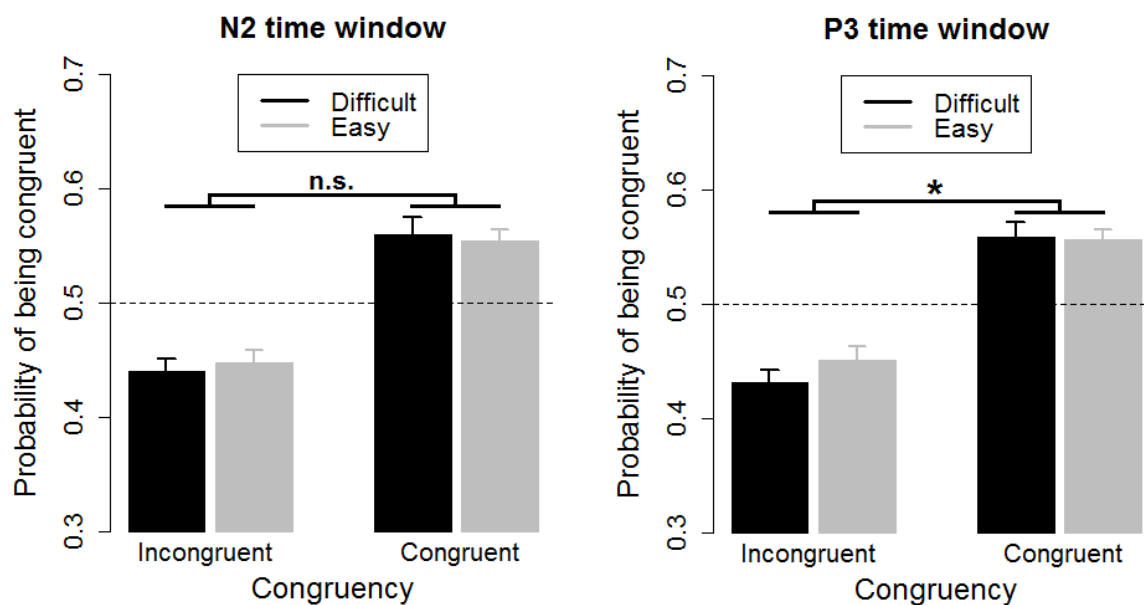 N2 time window
Probability of being congruent
0.7
0.6
0.5
0.4
0.3
Difficult
Easy
n.s.
Incongruent Congruent
Congruency
P3 time window
Probability of being congruent
0.7
0.6
0.5
0.4
0.3
Difficult
Easy
*
Incongruent Congruent
Congruency